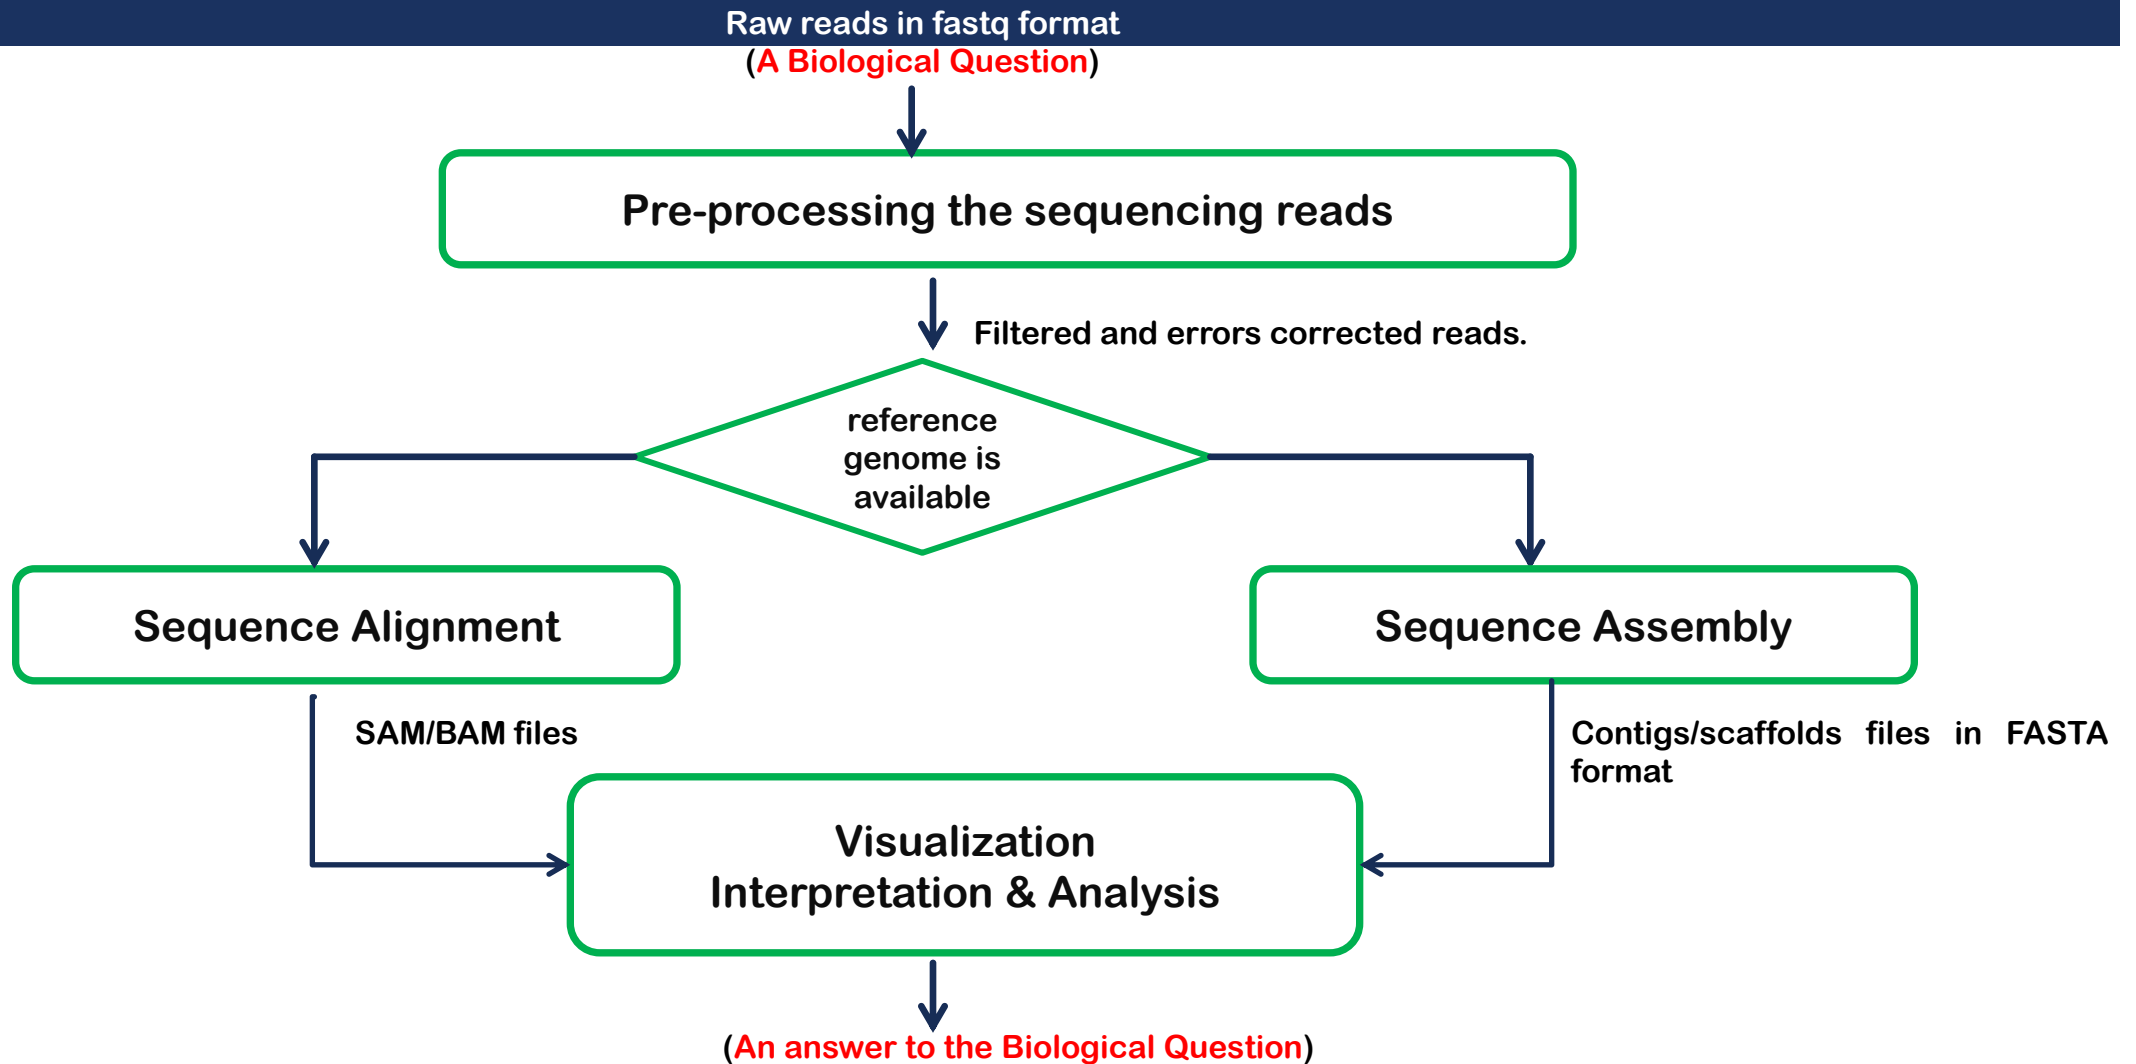 Raw reads in fastq format
(A Biological Question)
Pre-processing the sequencing reads
Filtered and errors corrected reads.
reference
genome is
available
Sequence Alignment
Sequence Assembly
SAM/BAM files
Contigs/scaffolds files in FASTA
format
Visualization
Interpretation & Analysis
(An answer to the Biological Question)